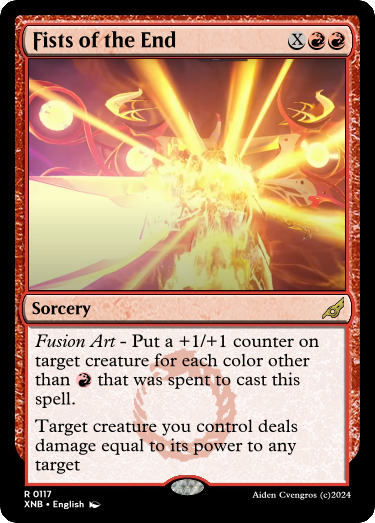 Fists of the End X R R
Sorcery
Fusion Art - Put a +1/+1 counter on
target creature for each color other
than R that was spent to cast this
spell.
Target creature you control deals
damage equal to its power to any
target
R 0117
XNB • English
Aiden Cvengros (c)2024